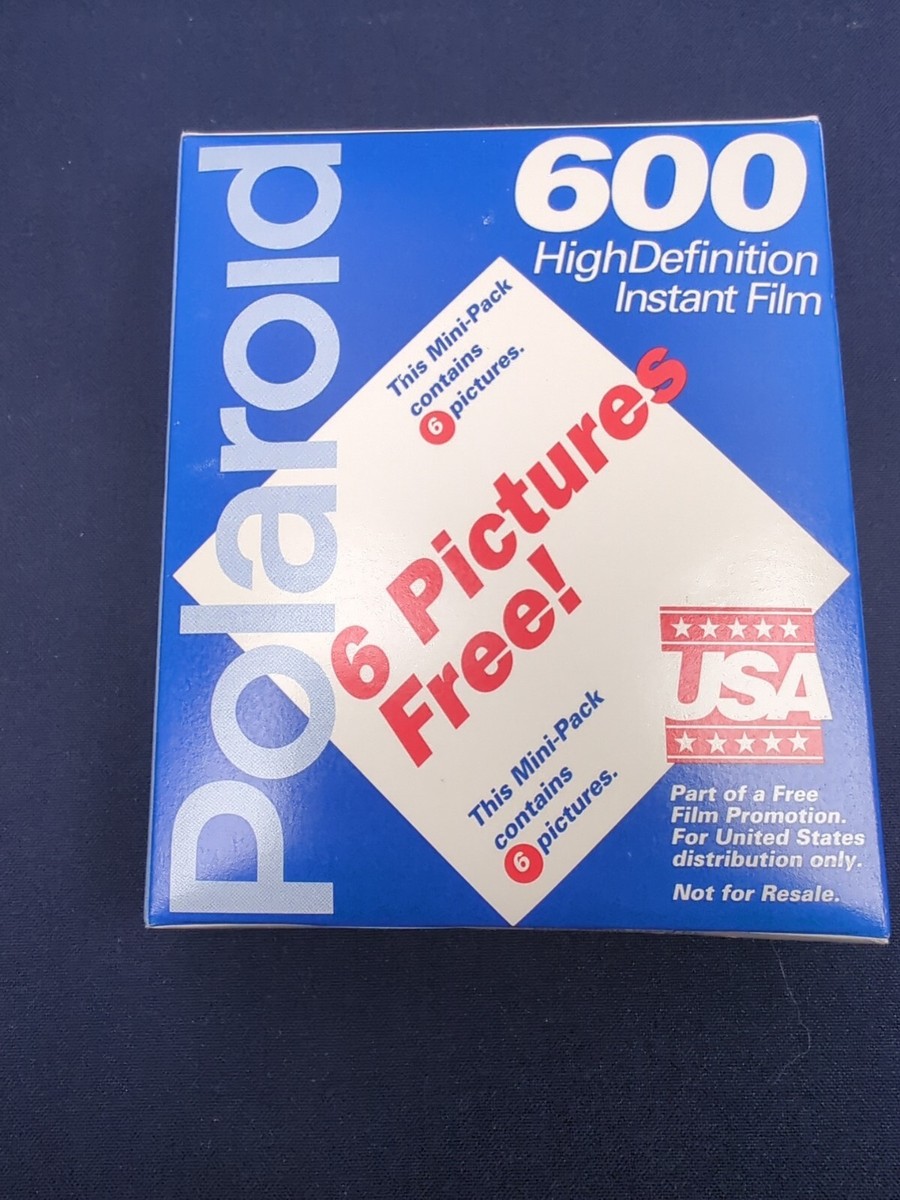 Polaroid
600
HighDefinition
Instant Film
This Mini-Pack
contains
6 pictures.
6 Pictures
Free!
This Mini-Pack
contains
6 pictures.
USA
Part of a Free
Film Promotion.
For United States
distribution only.
Not for Resale.